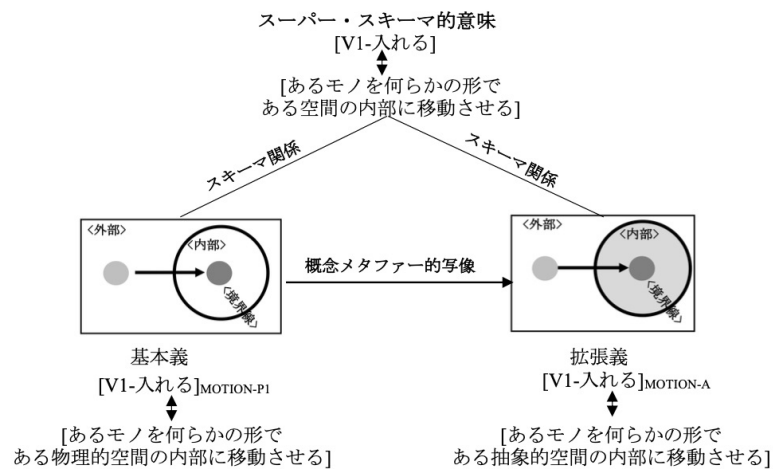 スーパー・スキーマ的意味
[V1-入れる]
[あるモノを何らかの形で
ある空間の内部に移動させる]
スキーマ関係
スキーマ関係
<外部>
<内部>
<境界線>
概念メタファー的写像
<外部>
<内部>
<境界線>
基本義
[V1-入れる]MOTION-P1
[あるモノを何らかの形で
ある物理的空間の内部に移動させる]
拡張義
[V1-入れる]MOTION-A
[あるモノを何らかの形で
ある抽象的空間の内部に移動させる]